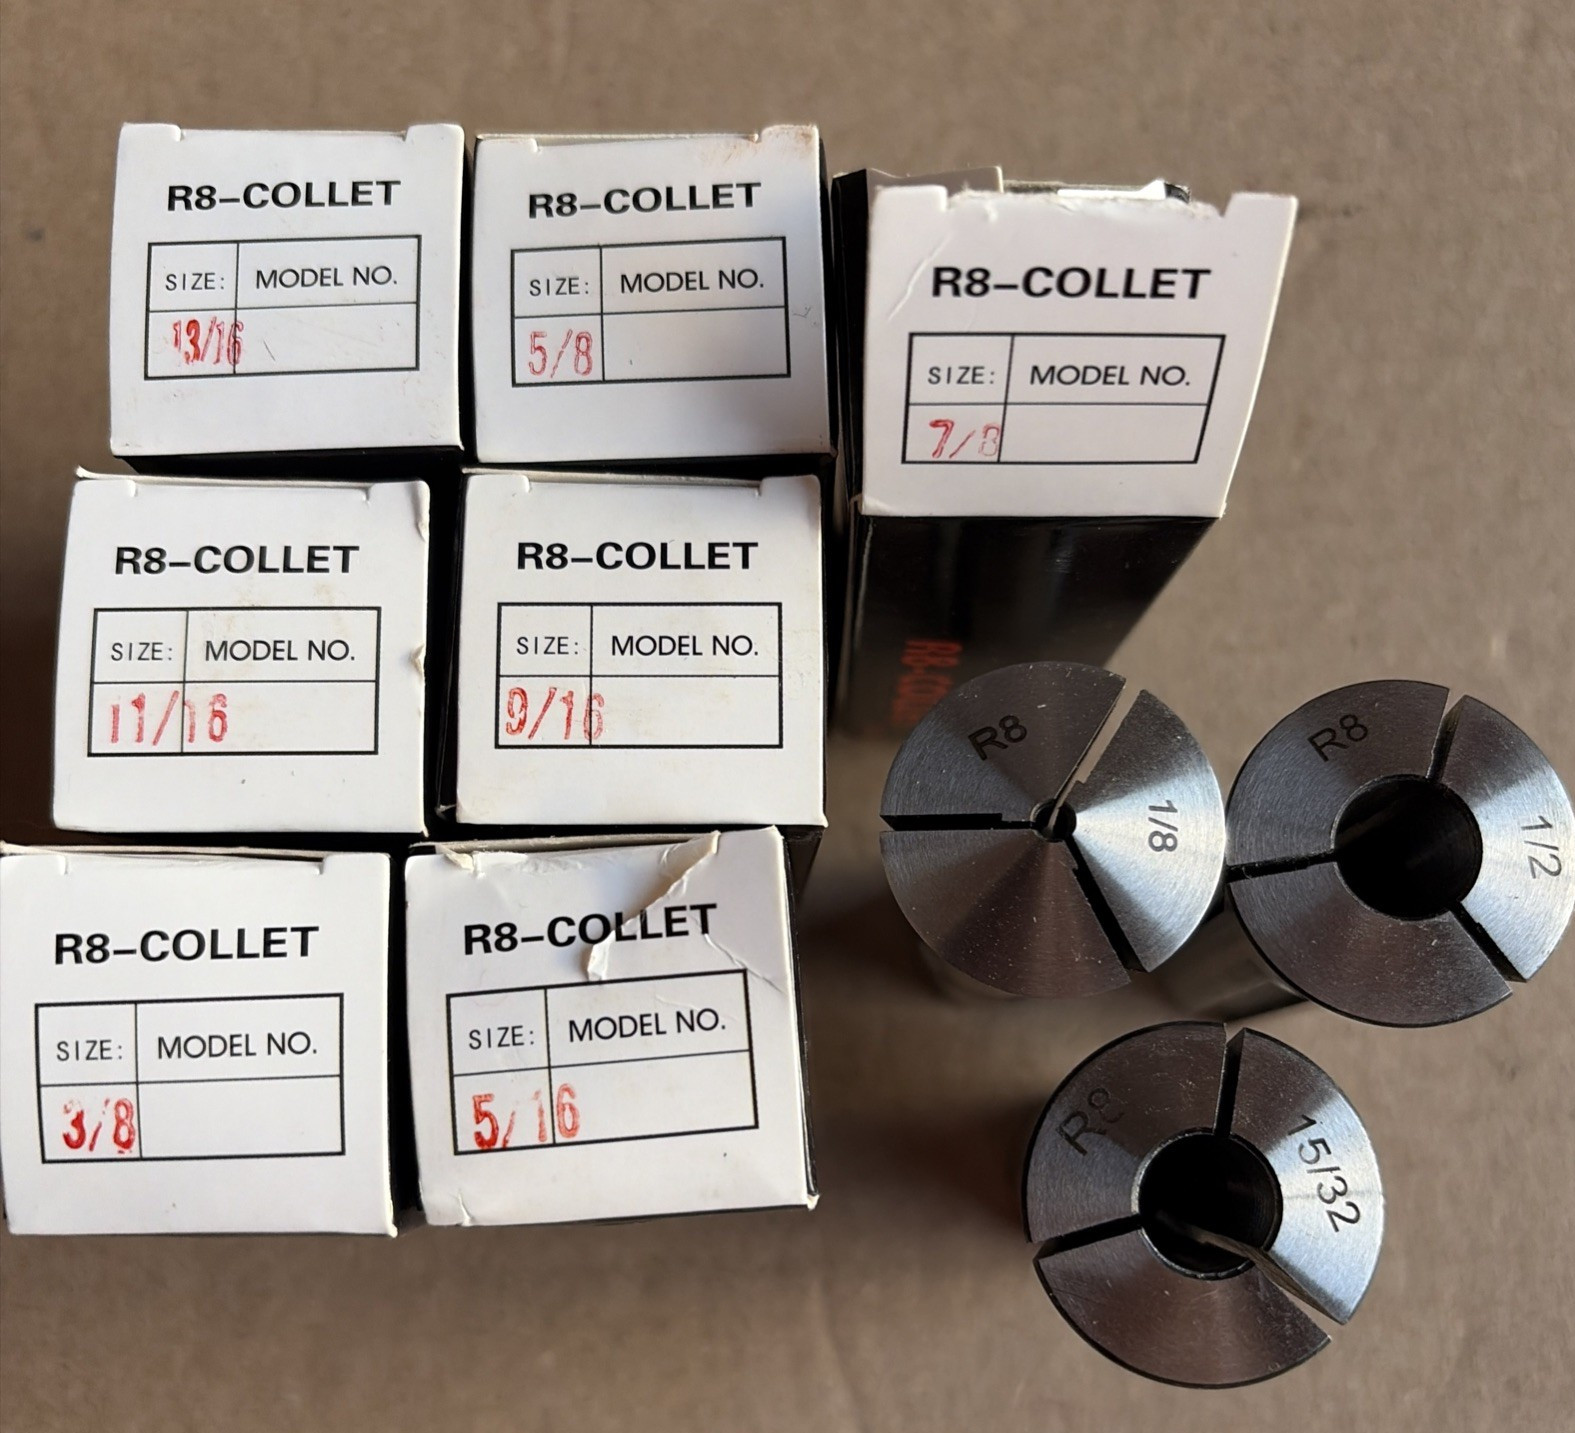 R8-COLLET
SIZE: MODEL NO.
13/16
R8-COLLET
SIZE: MODEL NO.
5/8
R8-COLLET
SIZE: MODEL NO.
7/8
R8-COLLET
SIZE: MODEL NO.
11/16
R8-COLLET
SIZE: MODEL NO.
9/16
R8-COLLET
SIZE: MODEL NO.
3/8
R8-COLLET
SIZE: MODEL NO.
5/16
R8
1/8
R8
1/2
R8
15/32